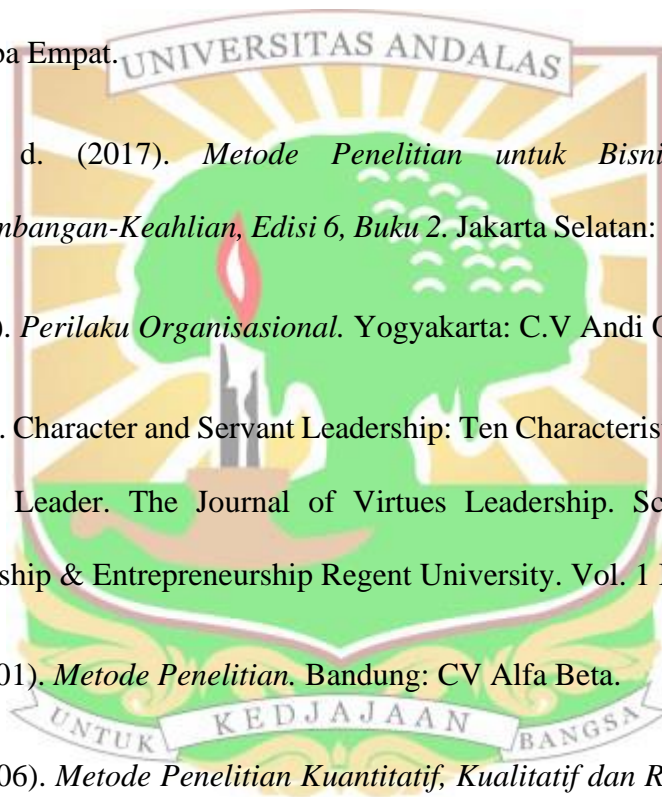 ba Empat.
UNIVERSITAS ANDALAS
d. (2017). Metode Penelitian untuk Bisni
mbangan-Keahlian, Edisi 6, Buku 2. Jakarta Selatan:
). Perilaku Organisasional. Yogyakarta: C.V Andi O
. Character and Servant Leadership: Ten Characterist
Leader. The Journal of Virtues Leadership. Sc
ship & Entrepreneurship Regent University. Vol. 1
01). Metode Penelitian. Bandung: CV Alfa Beta.
UNTUK KEDJAJAAN BANGSA
06). Metode Penelitian Kuantitatif, Kualitatif dan R